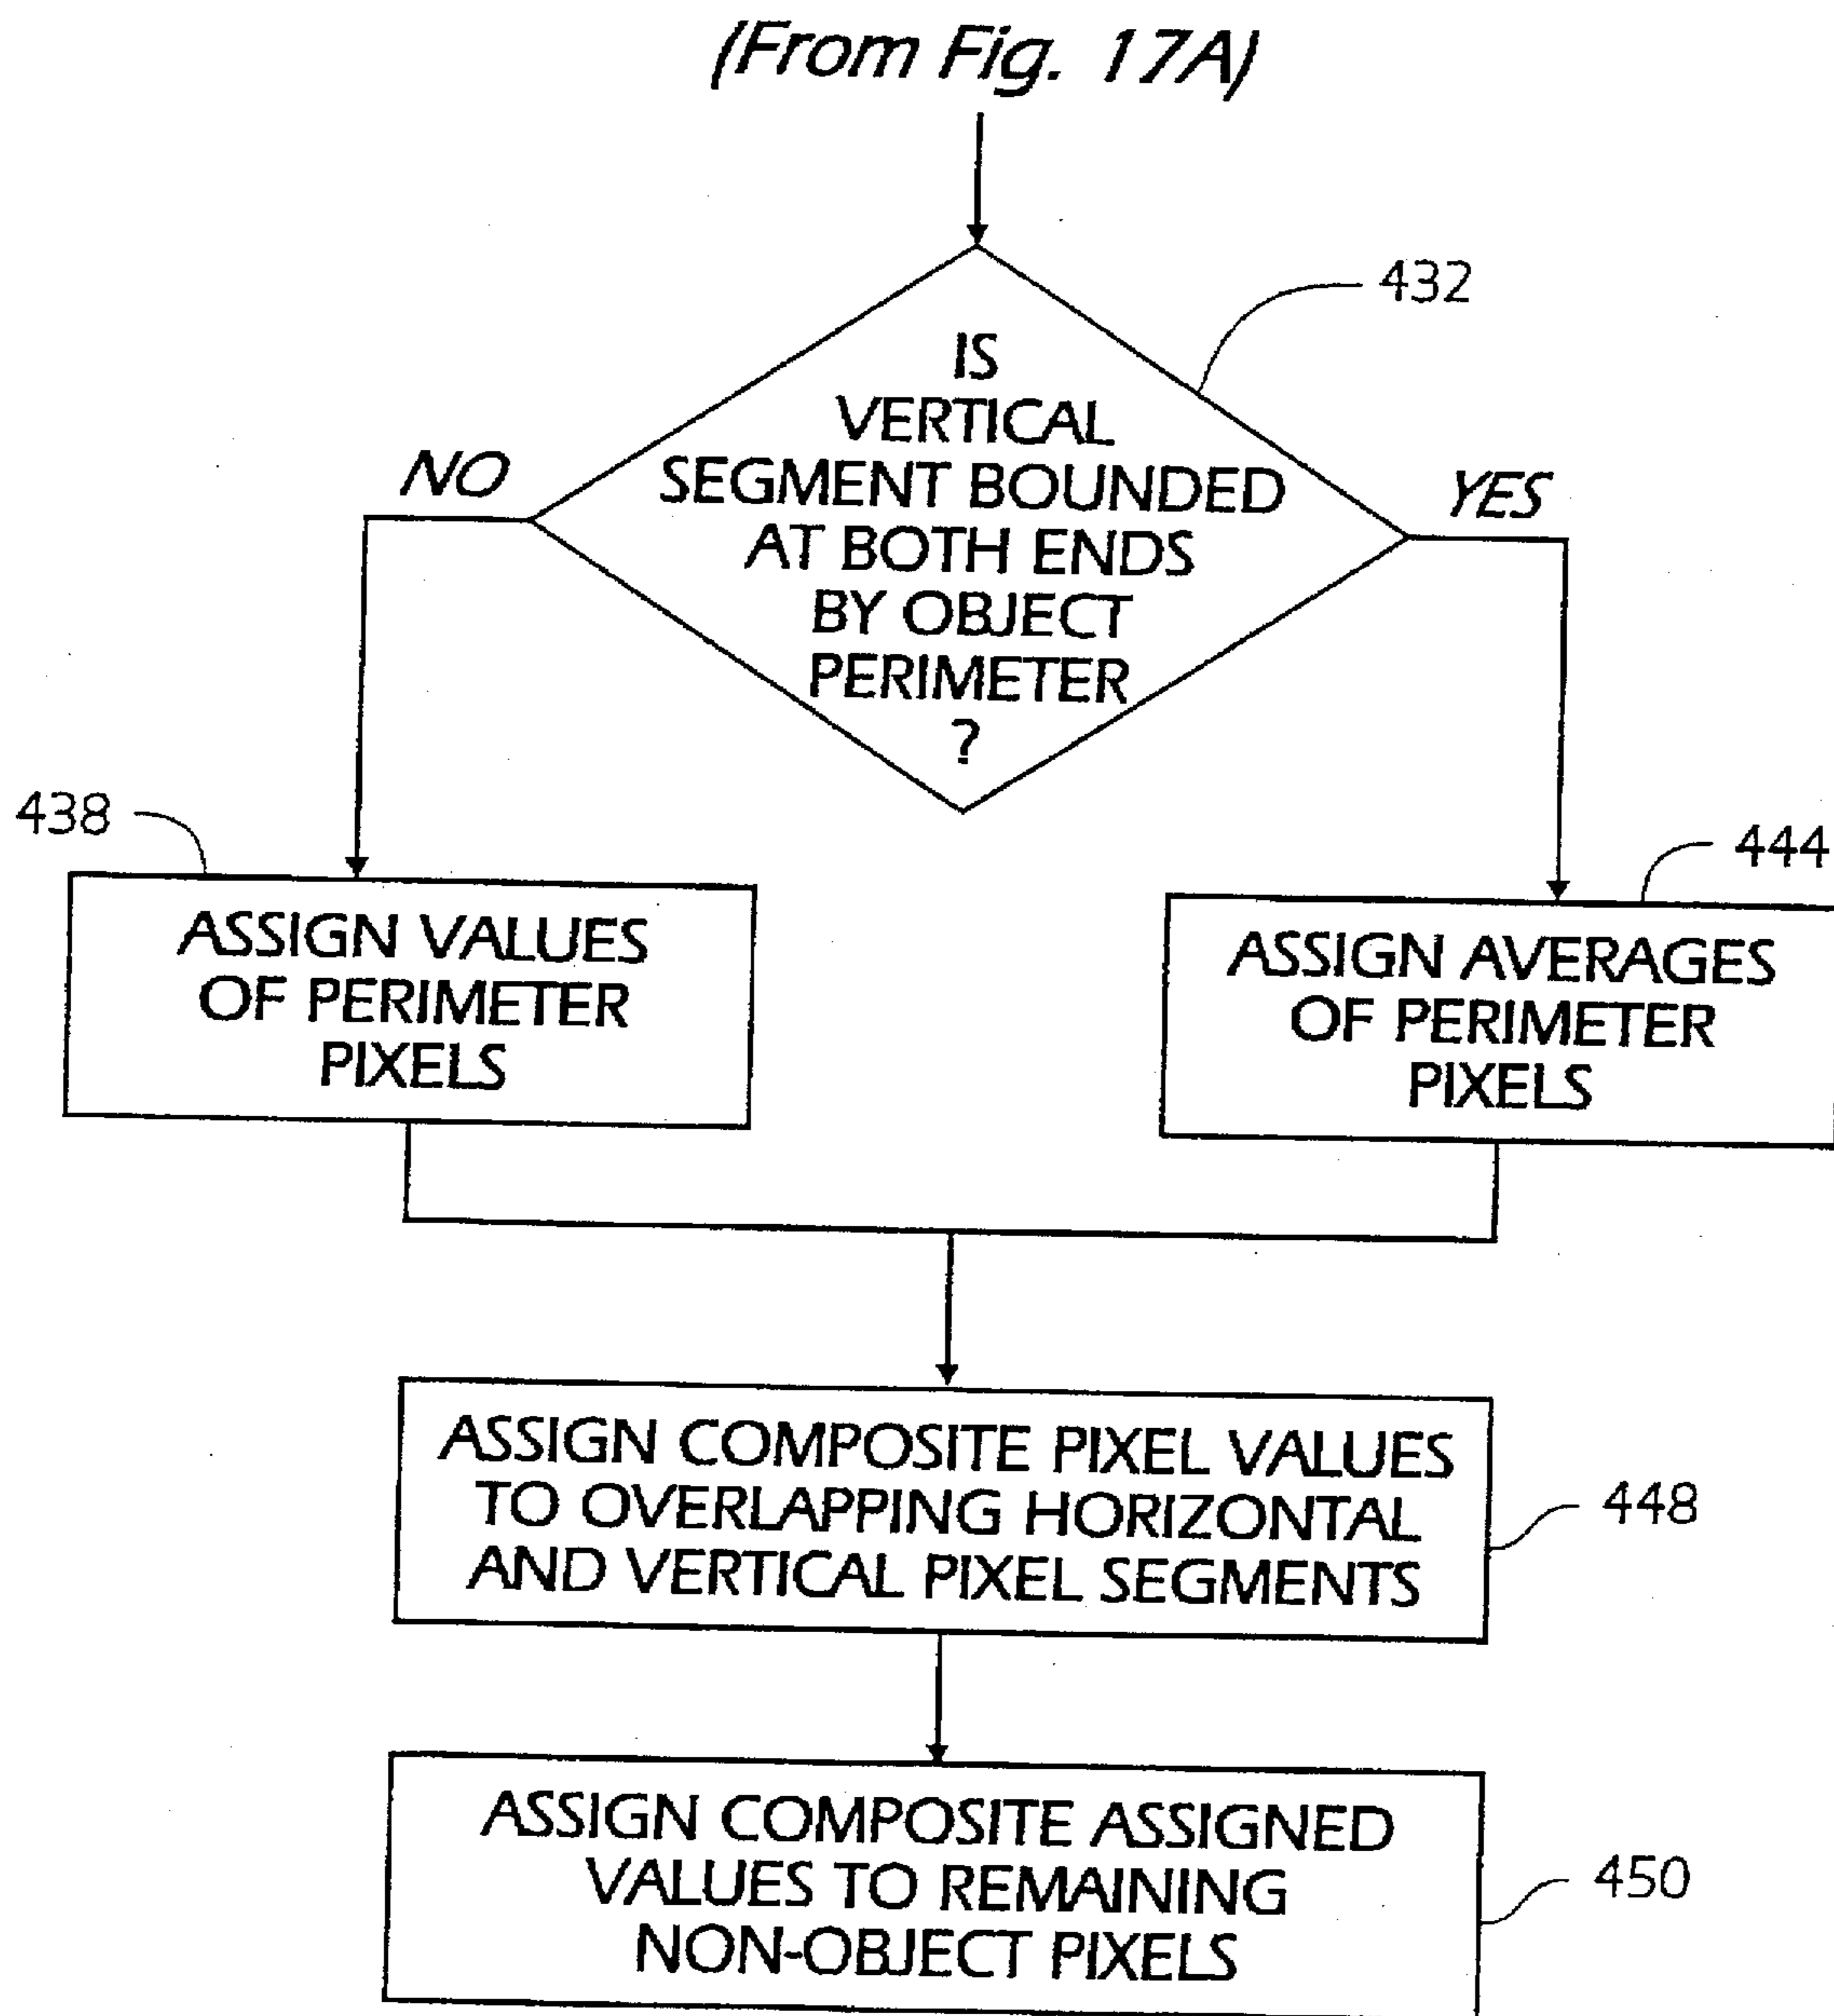 (From Fig. 17A)
432
IS
VERTICAL
SEGMENT BOUNDED
AT BOTH ENDS
BY OBJECT
PERIMETER
?
NO
YES
438
444
ASSIGN VALUES
OF PERIMETER
PIXELS
ASSIGN AVERAGES
OF PERIMETER
PIXELS
ASSIGN COMPOSITE PIXEL VALUES
TO OVERLAPPING HORIZONTAL
AND VERTICAL PIXEL SEGMENTS
448
ASSIGN COMPOSITE ASSIGNED
VALUES TO REMAINING
NON-OBJECT PIXELS
450